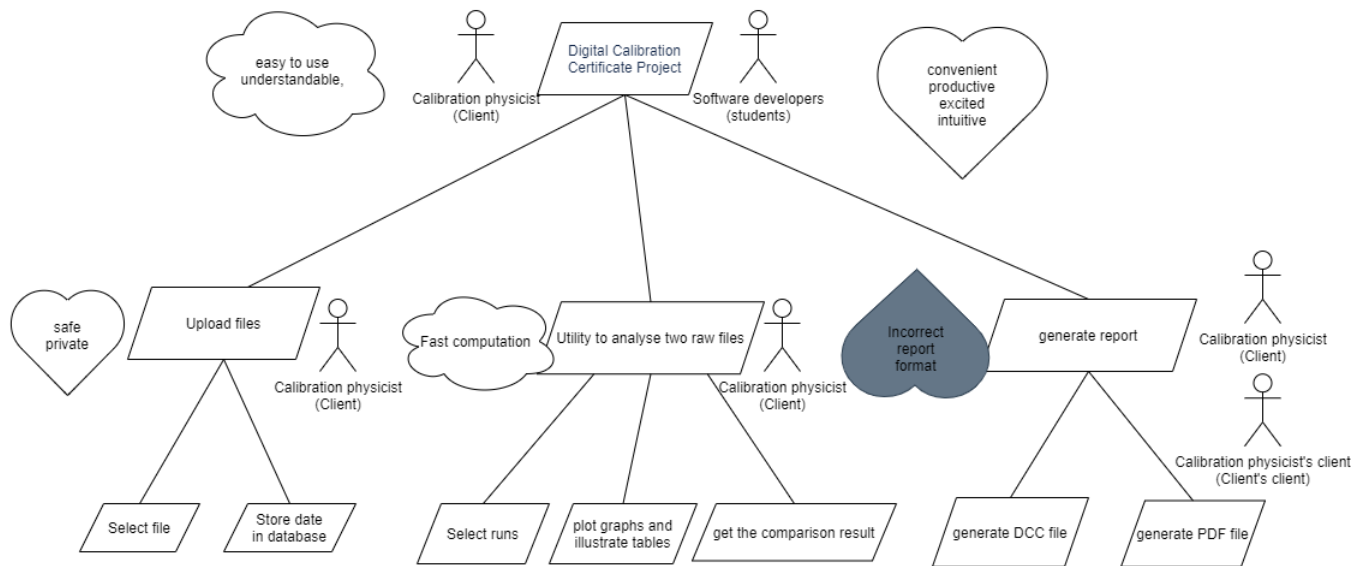 easy to use
understandable,
Calibration physicist
(Client)
Digital Calibration
Certificate Project
Software developers
(students)
convenient
productive
excited
intuitive
safe
private
Upload files
Calibration physicist
(Client)
Fast computation
Utility to analyse two raw files
Calibration physicist
(Client)
Incorrect
report
format
generate report
Calibration physicist
(Client)
Calibration physicist's client
(Client's client)
Select file
Store date
in database
Select runs
plot graphs and
illustrate tables
get the comparison result
generate DCC file
generate PDF file